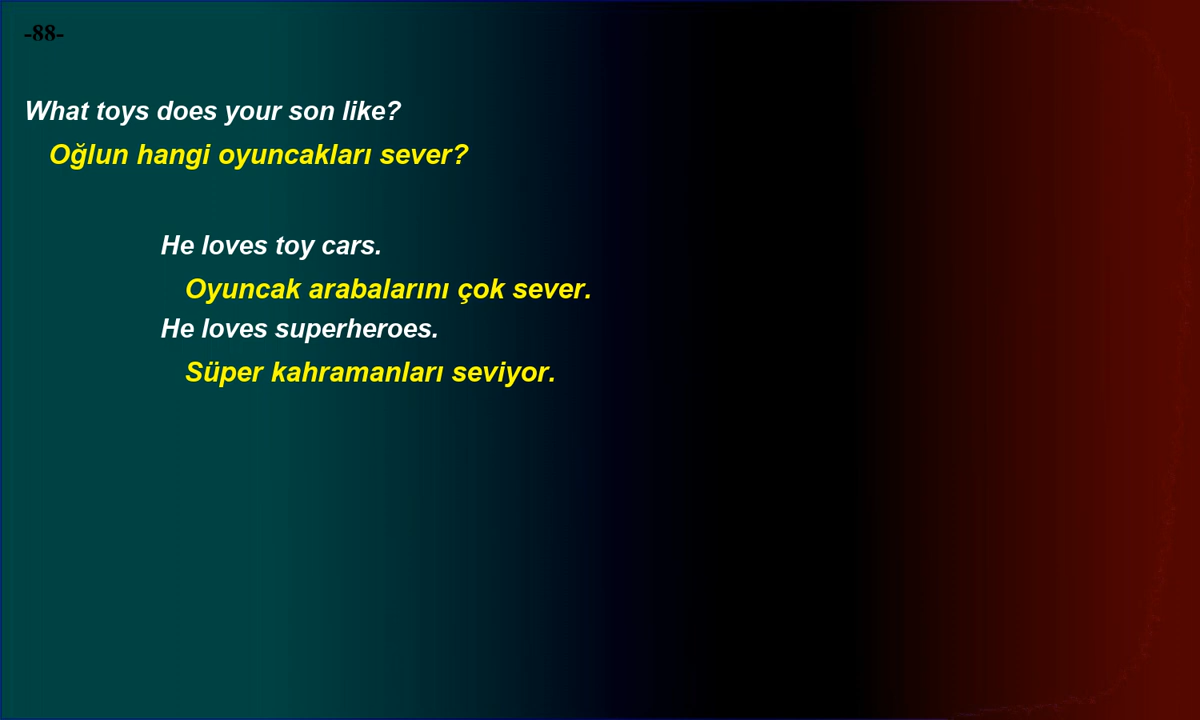 -88-
What toys does your son like?
Oğlun hangi oyuncakları sever?
He loves toy cars.
Oyuncak arabalarını çok sever.
He loves superheroes.
Süper kahramanları seviyor.